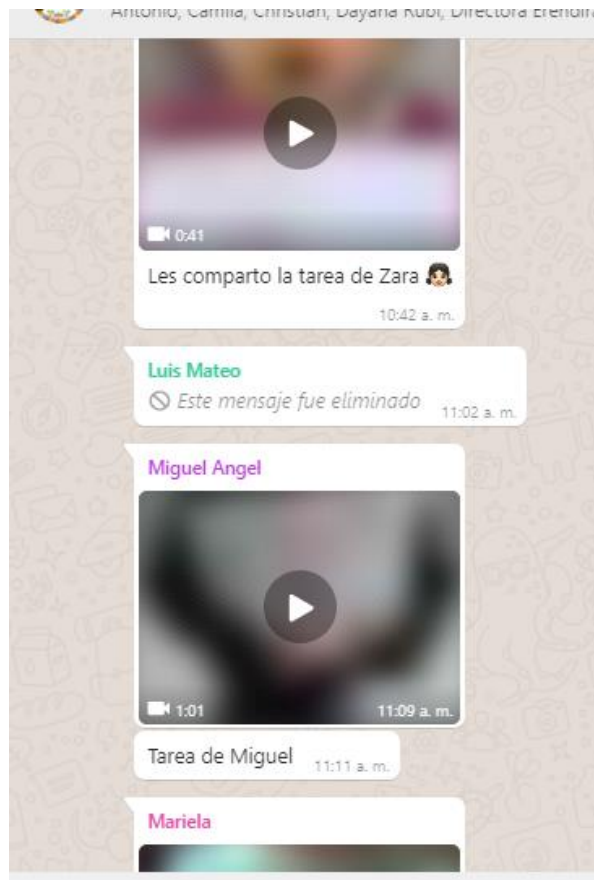 Antonio, Camila, Christian, Dayana Rubí, Directora Erendira
0:41
Les comparto la tarea de Zara 👧🏻
10:42 a. m.
Luis Mateo
Este mensaje fue eliminado 11:02 a. m.
Miguel Angel
1:01 11:09 a. m.
Tarea de Miguel 11:11 a. m.
Mariela